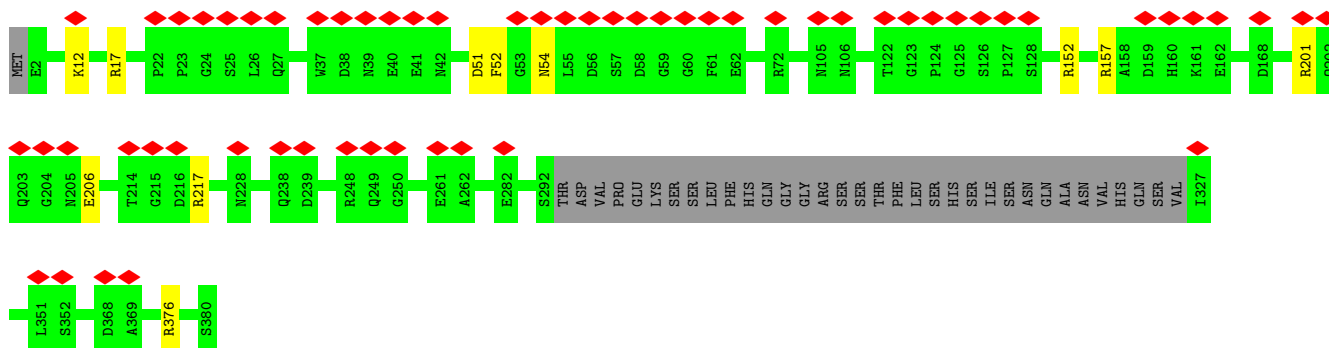 MET E2 K12 R17 P22 P23 G24 S25 L26 Q27 W37 D38 N39 E40 E41 N42 D51 F52 G53 N54 L55 D56 S57 D58 G59 G60 F61 E62 R72 N105 N106 T122 G123 P124 G125 S126 P127 S128 R152 R157 A158 D159 H160 K161 E162 D168 R201
Q203 G204 N205 E206 T214 G215 D216 R217 N228 Q238 D239 R248 Q249 G250 E261 A262 E282 S292 THR ASP VAL PRO GLU LYS SER SER LEU PHE HIS GLN GLY GLY ARG SER SER THR PHE LEU SER HIS SER ILE SER ASN GLN ALA ASN VAL HIS GLN SER VAL I327
L351 S352 D368 A369 R376 S380